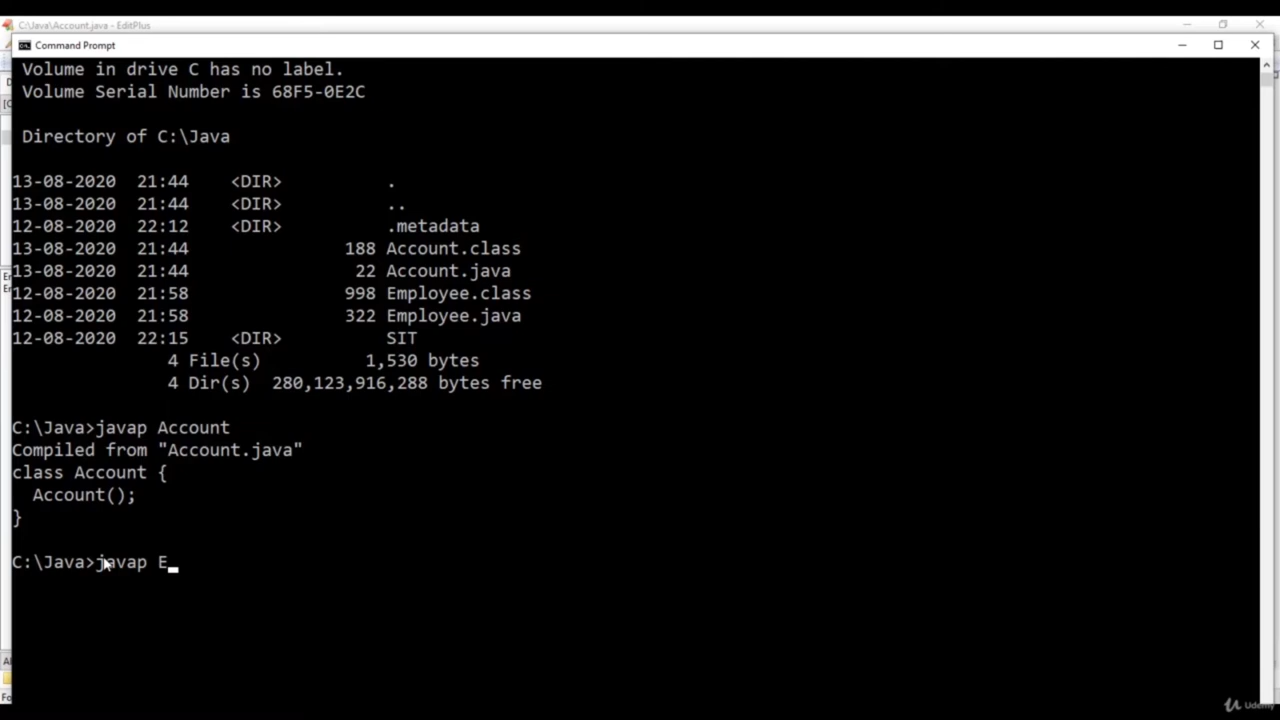 C:\Java\Account.java - EditPlus
Command Prompt
Volume in drive C has no label.
Volume Serial Number is 68F5-0E2C
Directory of C:\Java
13-08-2020  21:44    <DIR>          .
13-08-2020  21:44    <DIR>          ..
12-08-2020  22:12    <DIR>          .metadata
13-08-2020  21:44               188 Account.class
13-08-2020  21:44                22 Account.java
12-08-2020  21:58               998 Employee.class
12-08-2020  21:58               322 Employee.java
12-08-2020  22:15    <DIR>          SIT
4 File(s)          1,530 bytes
4 Dir(s)  280,123,916,288 bytes free
C:\Java>javap Account
Compiled from "Account.java"
class Account {
Account();
}
C:\Java>javap E_
Udemy